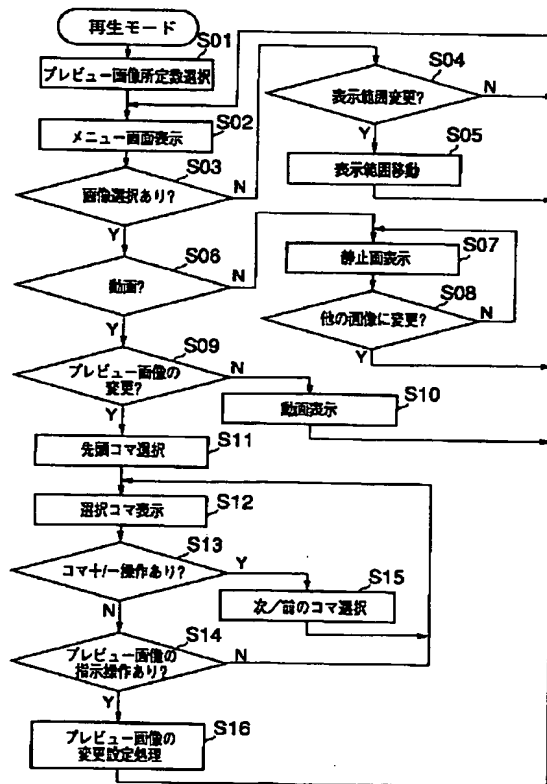 再生モード
S01
プレビュー画像所定数選択
S02
メニュー画面表示
S03
画像選択あり?
N
Y
S04
表示範囲変更?
N
Y
S05
表示範囲移動
S06
動画?
N
Y
S07
静止画表示
S08
他の画像に変更?
N
Y
S09
プレビュー画像の
変更?
N
Y
S10
動画表示
S11
先頭コマ選択
S12
選択コマ表示
S13
コマ+/−操作あり?
Y
N
S15
次/前のコマ選択
S14
プレビュー画像の
指示操作あり?
N
Y
S16
プレビュー画像の
変更設定処理